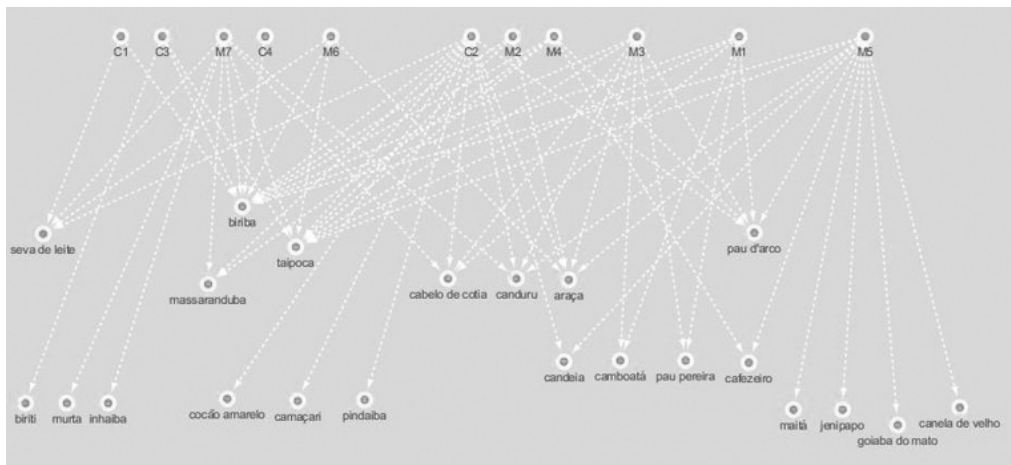 C1 C3 M7 C4 M6 C2 M2 M4 M3 M1 M5
biriba
seva de leite
taipoca
pau d'arco
massaranduba
cabelo de cotia canduru araça
candeia camboatá pau pereira cafezeiro
biriti murta inhaiba
cocão amarelo camaçari pindaiba
maitá jenipapo
goiaba do mato
canela de velho